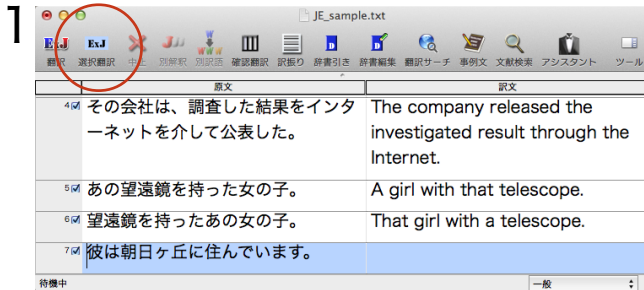 1
JE_sample.txt
ExJ ExJ
翻訳 選択翻訳 中止 別解釈 別訳語 確認翻訳 訳振り 辞書引き 辞書編集 翻訳サーチ 事例文 文献検索 アシスタント ツール
原文 訳文
4 その会社は、調査した結果をインタ The company released the
ーネットを介して公表した。 investigated result through the
Internet.
5 あの望遠鏡を持った女の子。 A girl with that telescope.
6 望遠鏡を持ったあの女の子。 That girl with a telescope.
7 彼は朝日ヶ丘に住んでいます。
待機中 一般